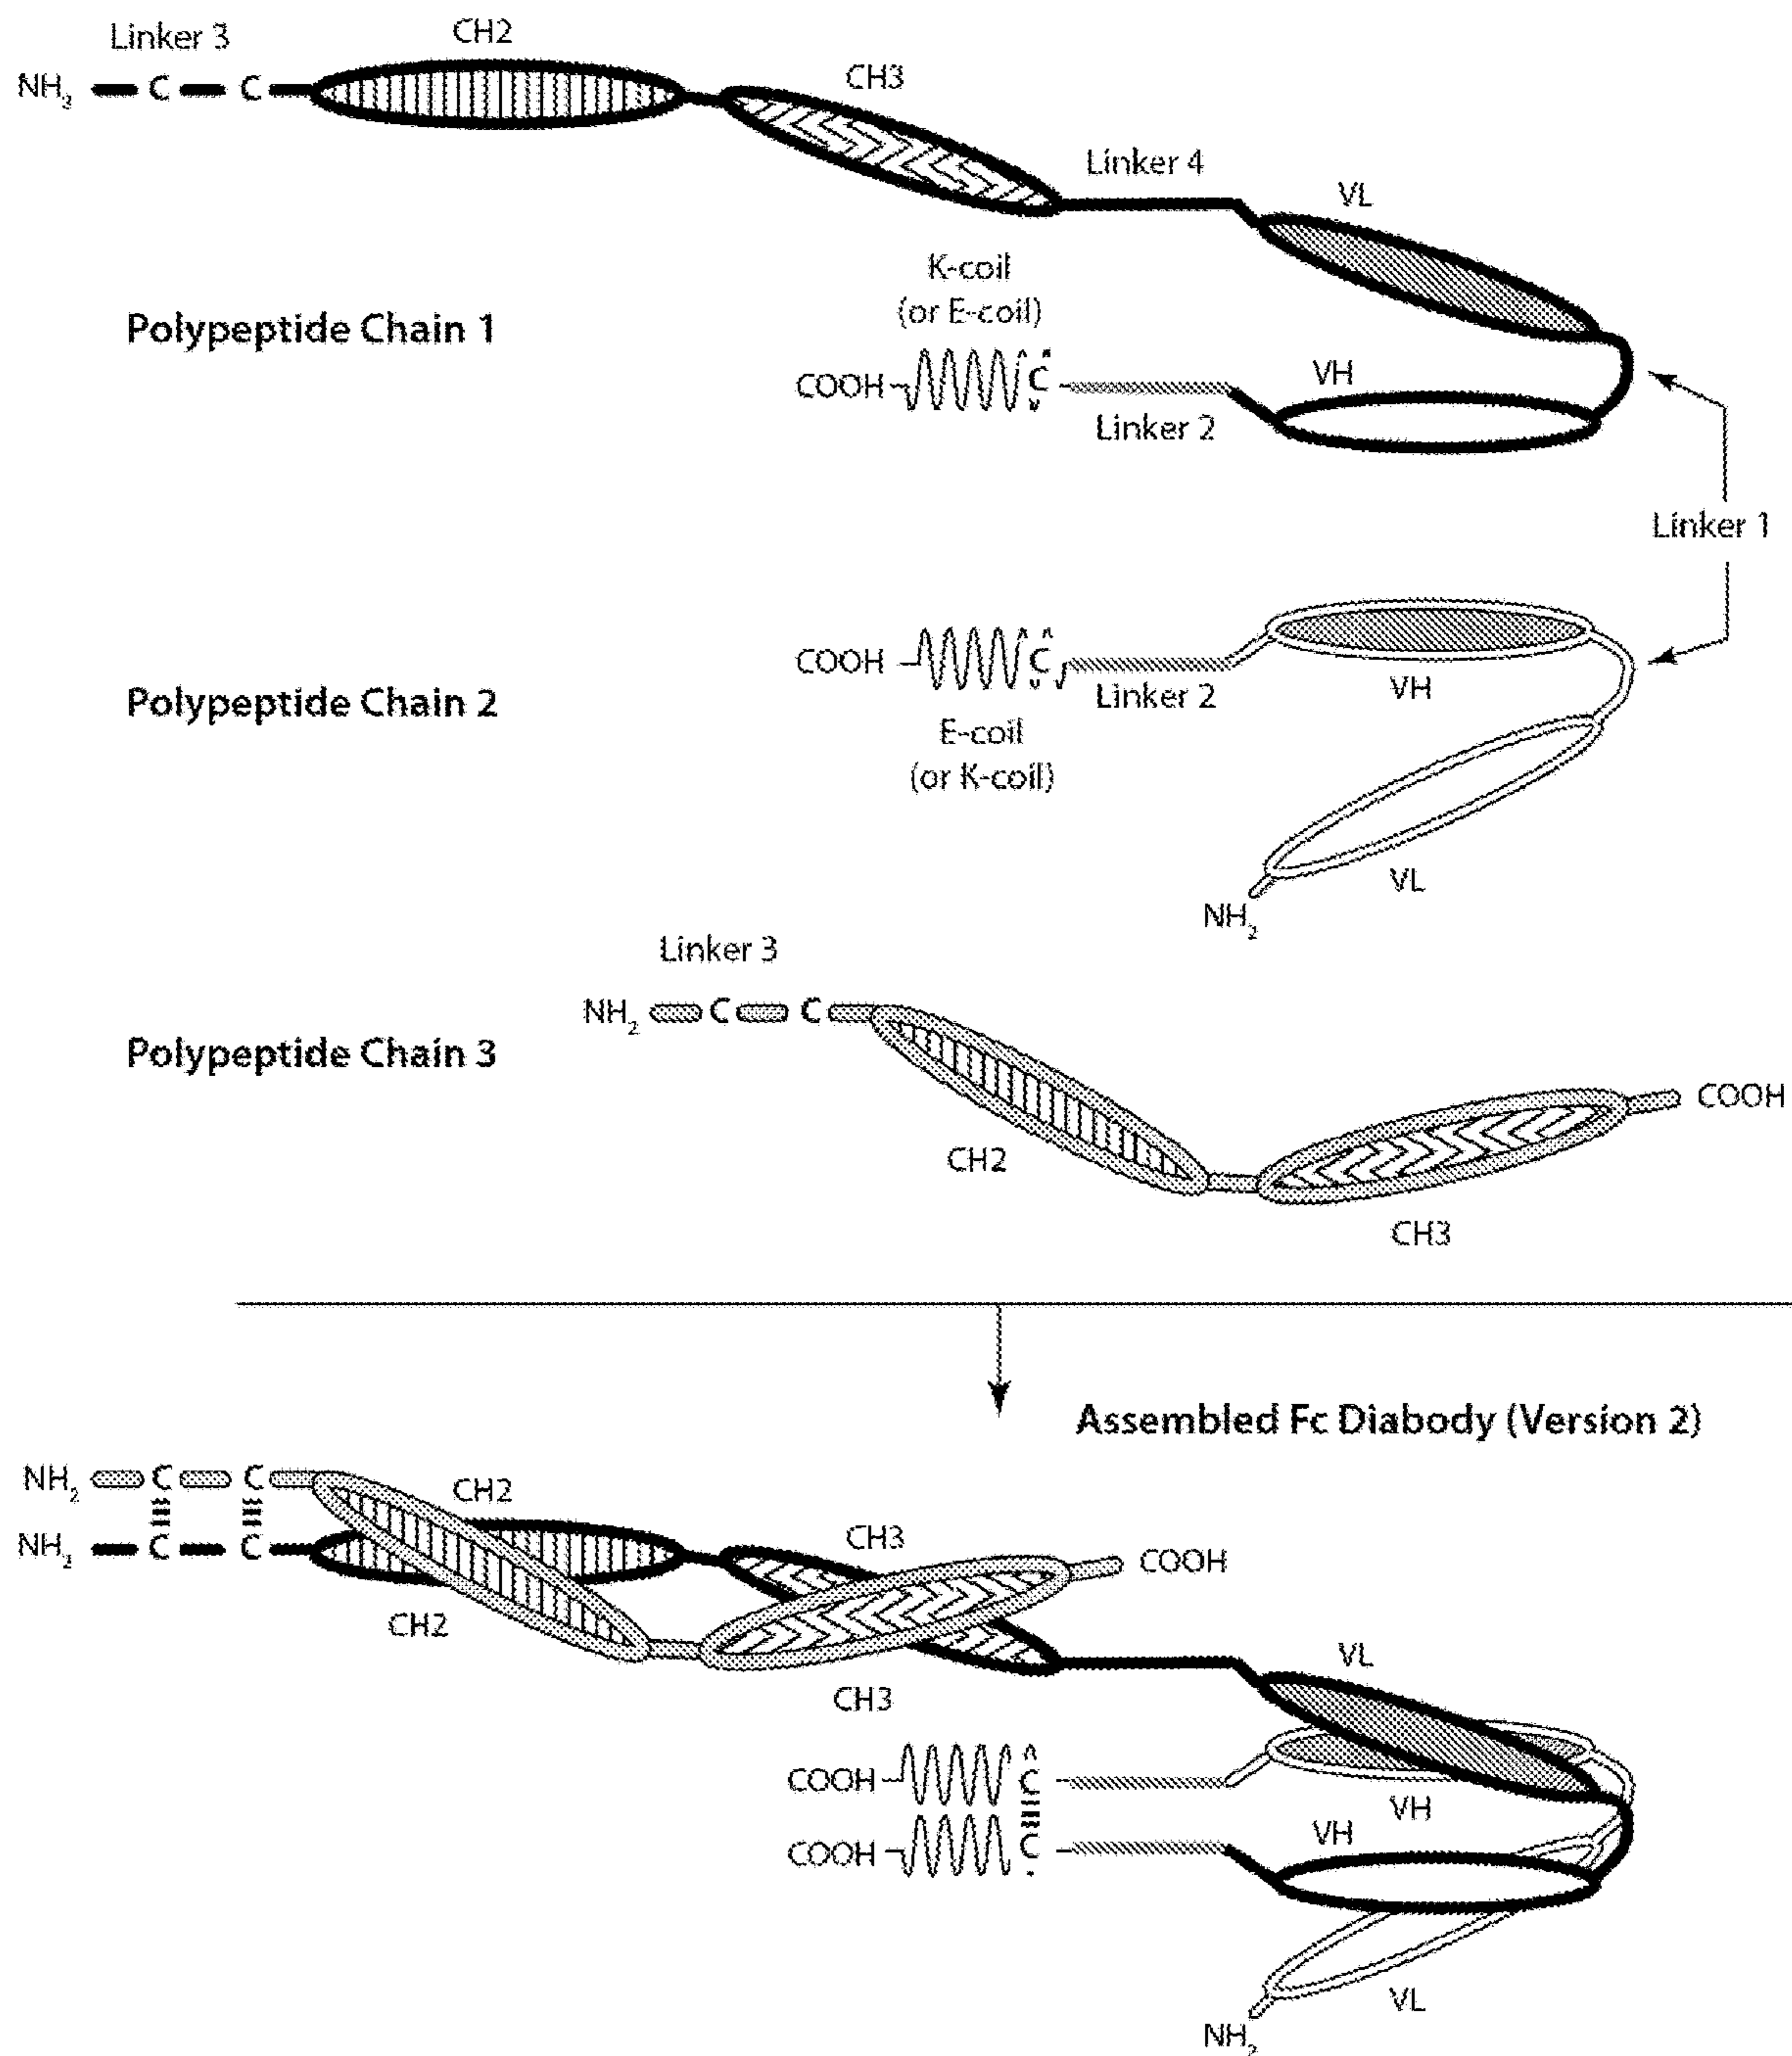 Linker 3
CH2
NH2 C C
CH3
Linker 4
VL
K-coil
(or E-coil)
Polypeptide Chain 1
COOH C
VH
Linker 2
Linker 1
COOH C
Linker 2
VH
Polypeptide Chain 2
E-coil
(or K-coil)
VL
NH2
Linker 3
NH2 C C
Polypeptide Chain 3
COOH
CH2
CH3
Assembled Fc Diabody (Version 2)
NH2 C C
CH2
CH3
NH2 C C
COOH
CH2
CH3
VL
COOH C
VH
VH
COOH C
VL
NH2